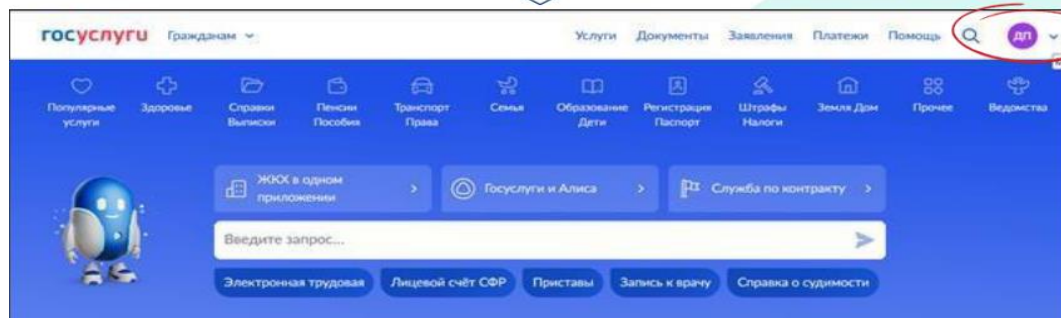 госуслуги Гражданам Услуги Документы Заявления Платежи Помощь ДП
Популярные услуги
Здоровье
Справки Выписки
Пенсии Пособия
Транспорт Права
Семья
Образование Дети
Регистрация Паспорт
Штрафы Налоги
Земля Дом
Прочее
Ведомства
ЖКХ в одном приложении
Госуслуги и Алиса
Служба по контракту
Введите запрос...
Электронная трудовая Лицевой счёт СФР Приставы Запись к врачу Справка о судимости